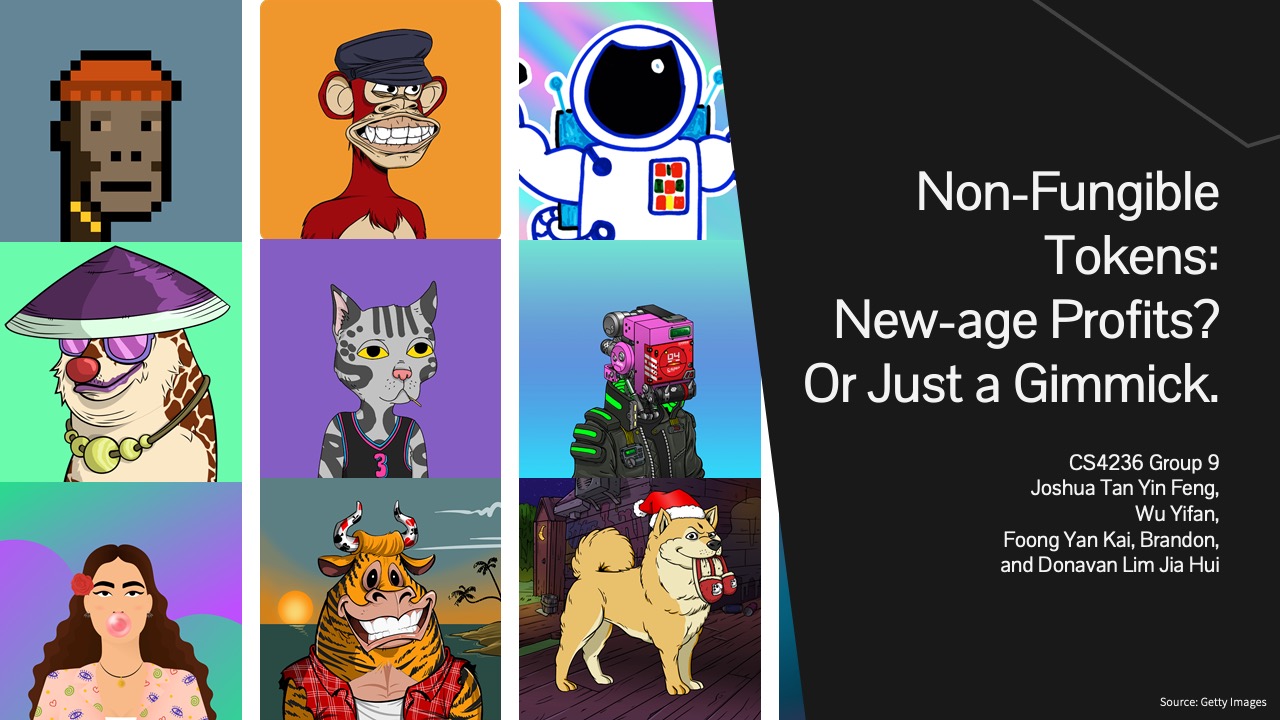 Non-Fungible
Tokens:
New-age Profits?
Or Just a Gimmick.
CS4236 Group 9
Joshua Tan Yin Feng,
Wu Yifan,
Foong Yan Kai, Brandon,
and Donavan Lim Jia Hui
3
94
Source: Getty Images